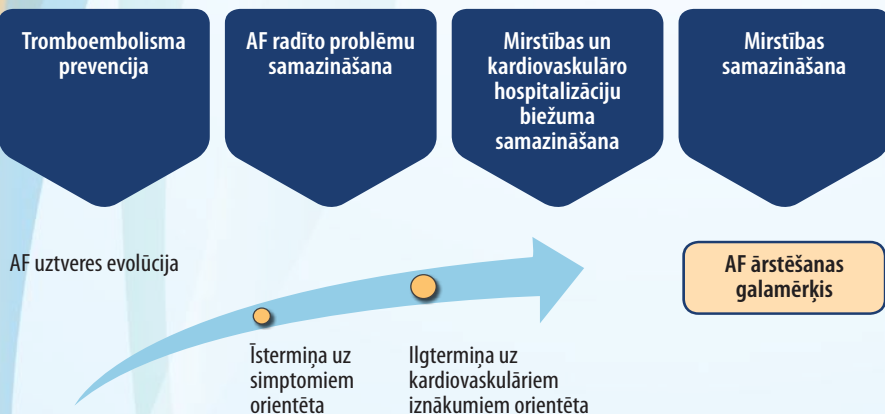 Tromboembolisma
prevencija
AF radīto problēmu
samazināšana
Mirstības un
kardiovaskulāro
hospitalizāciju
biežuma
samazināšana
Mirstības
samazināšana
AF uztveres evolūcija
AF ārstēšanas
galamērķis
Īstermiņa uz
simptomiem
orientēta
Ilgtermiņa uz
kardiovaskulāriem
iznākumiem orientēta